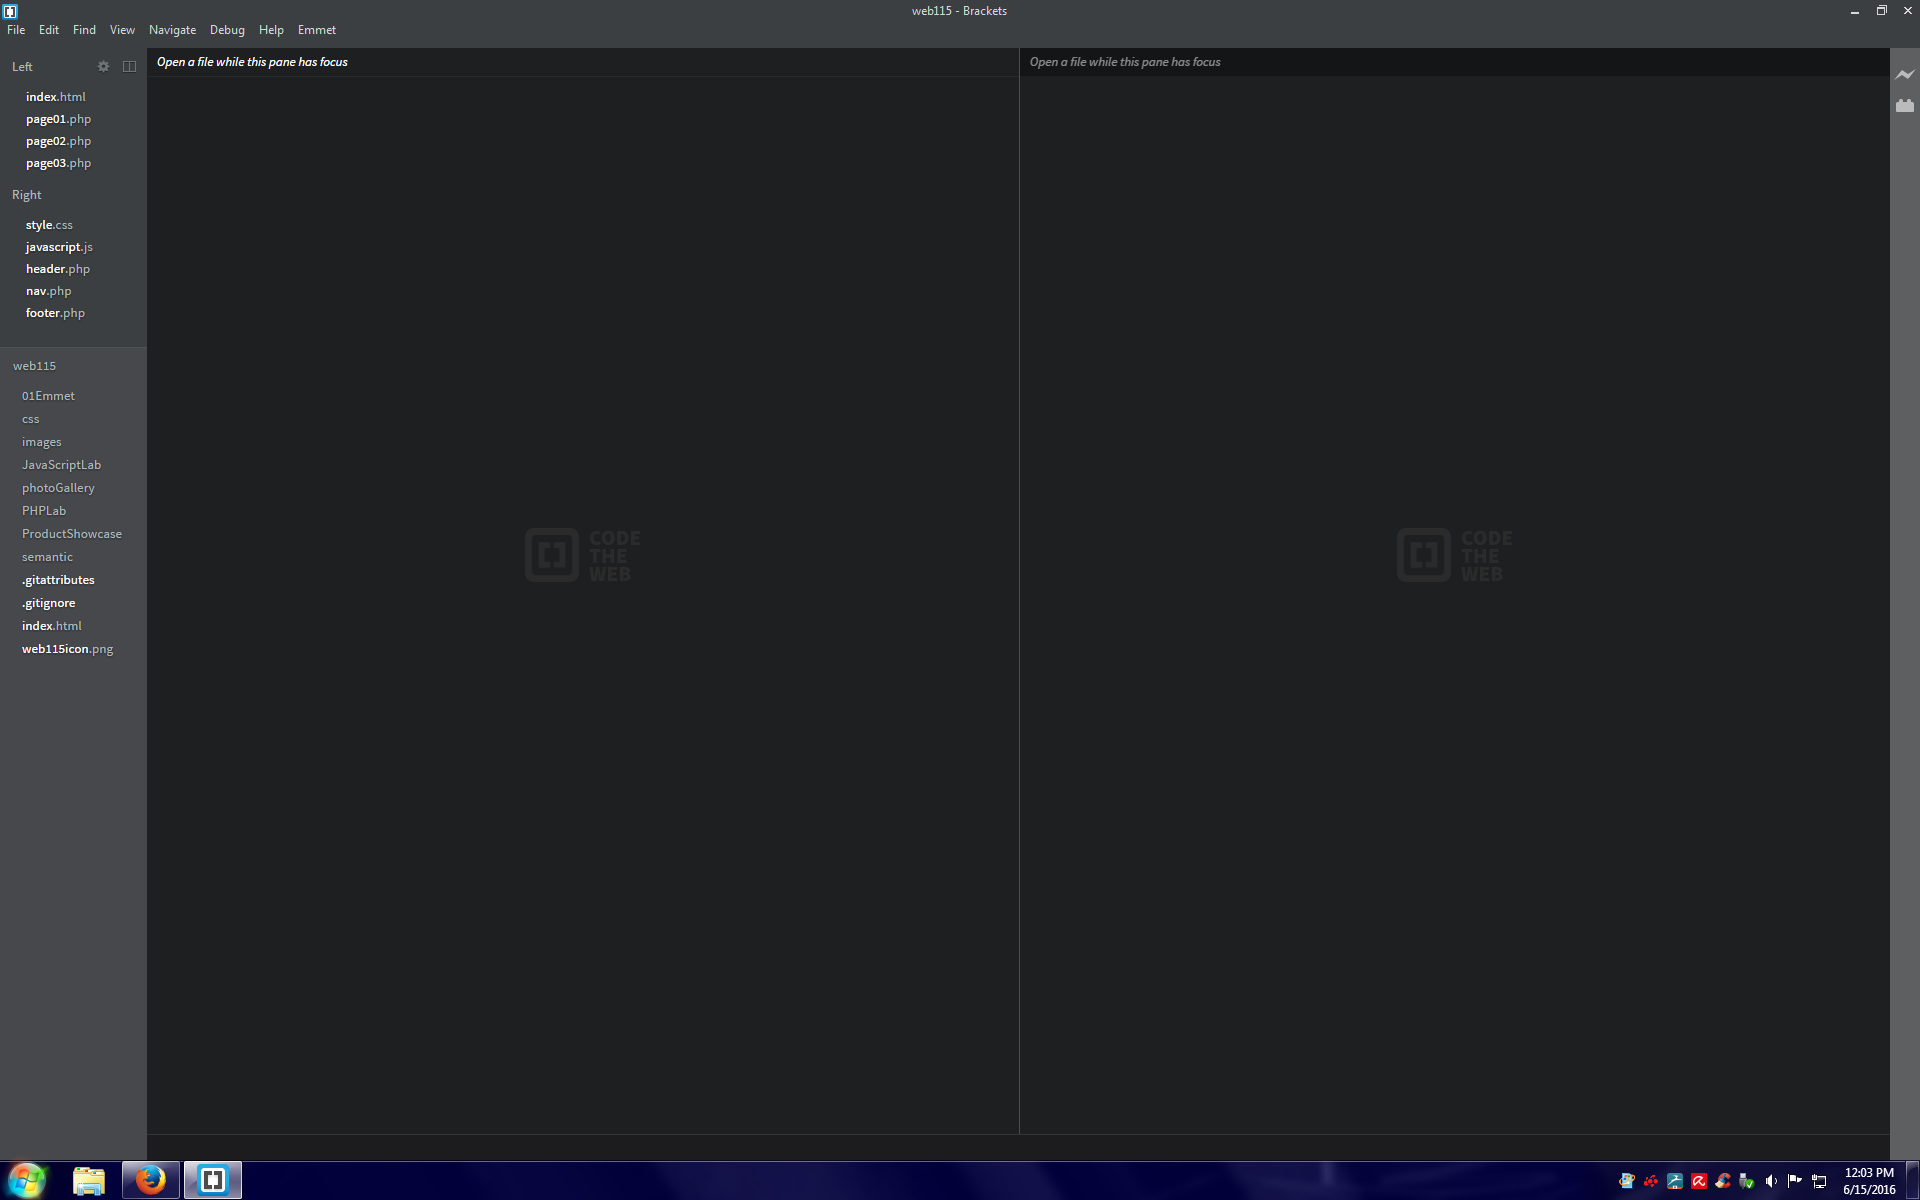 web115 - Brackets
File Edit Find View Navigate Debug Help Emmet
Left
index.html
page01.php
page02.php
page03.php
Right
style.css
javascript.js
header.php
nav.php
footer.php
web115
01Emmet
css
images
JavaScriptLab
photoGallery
PHPLab
ProductShowcase
semantic
.gitattributes
.gitignore
index.html
web115icon.png
Open a file while this pane has focus
CODE
THE
WEB
Open a file while this pane has focus
CODE
THE
WEB
12:03 PM
6/15/2016